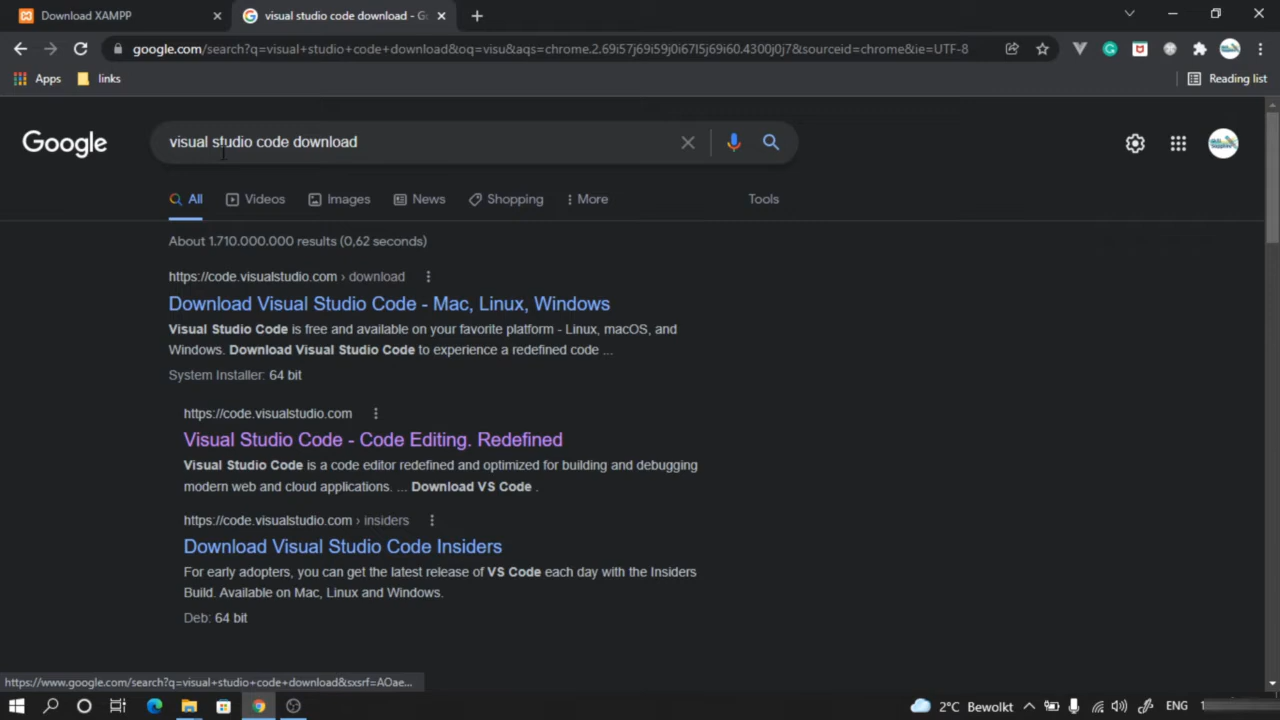 Download XAMPP
visual studio code download - Go
google.com/search?q=visual+studio+code+download&oq=visu&aqs=chrome.2.69i57j69i59j0i67l5j69i60.4300j0j7&sourceid=chrome&ie=UTF-8
Apps
links
Reading list
Google
visual studio code download
All
Videos
Images
News
Shopping
More
Tools
About 1.710.000.000 results (0,62 seconds)
https://code.visualstudio.com › download
Download Visual Studio Code - Mac, Linux, Windows
Visual Studio Code is free and available on your favorite platform - Linux, macOS, and
Windows. Download Visual Studio Code to experience a redefined code ...
System Installer: 64 bit
https://code.visualstudio.com
Visual Studio Code - Code Editing. Redefined
Visual Studio Code is a code editor redefined and optimized for building and debugging
modern web and cloud applications. ... Download VS Code .
https://code.visualstudio.com › insiders
Download Visual Studio Code Insiders
For early adopters, you can get the latest release of VS Code each day with the Insiders
Build. Available on Mac, Linux and Windows.
Deb: 64 bit
https://www.google.com/search?q=visual+studio+code+download&sxsrf=AOae...
2°C Bewolkt
ENG